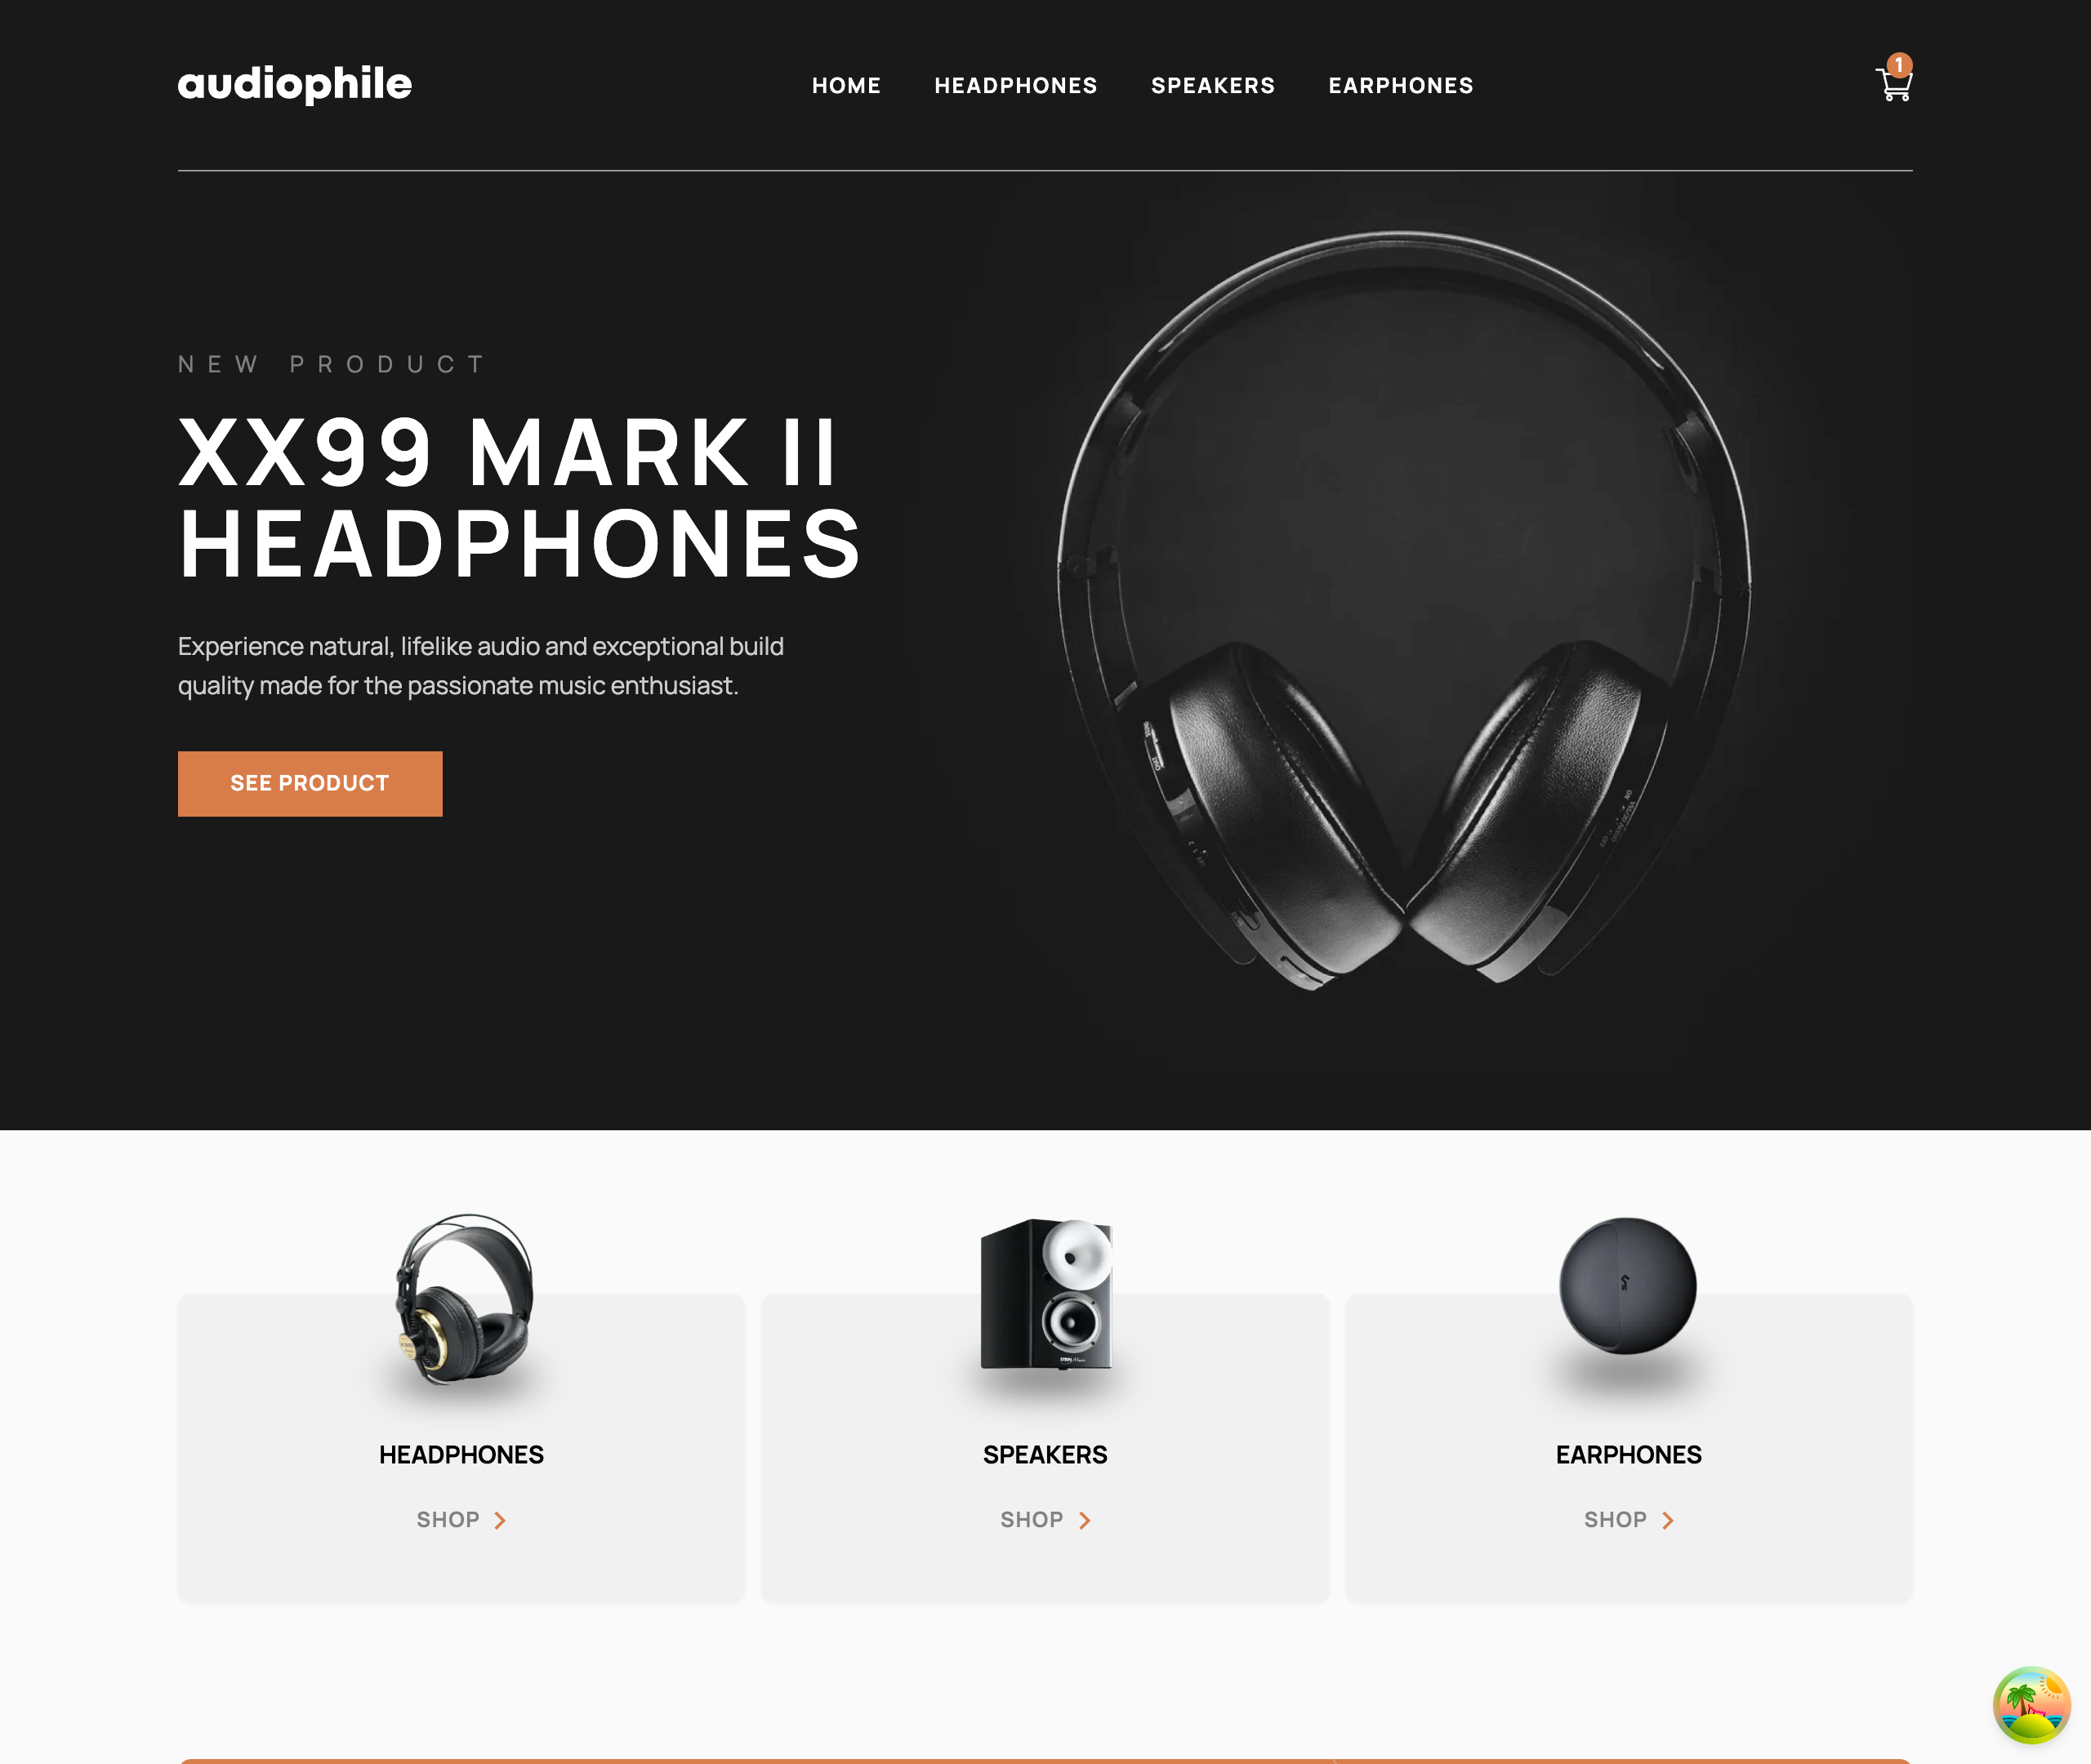 audiophile
HOME HEADPHONES SPEAKERS EARPHONES
1
NEW PRODUCT
XX99 MARK II
HEADPHONES
Experience natural, lifelike audio and exceptional build
quality made for the passionate music enthusiast.
SEE PRODUCT
HEADPHONES
SHOP
SPEAKERS
SHOP
EARPHONES
SHOP